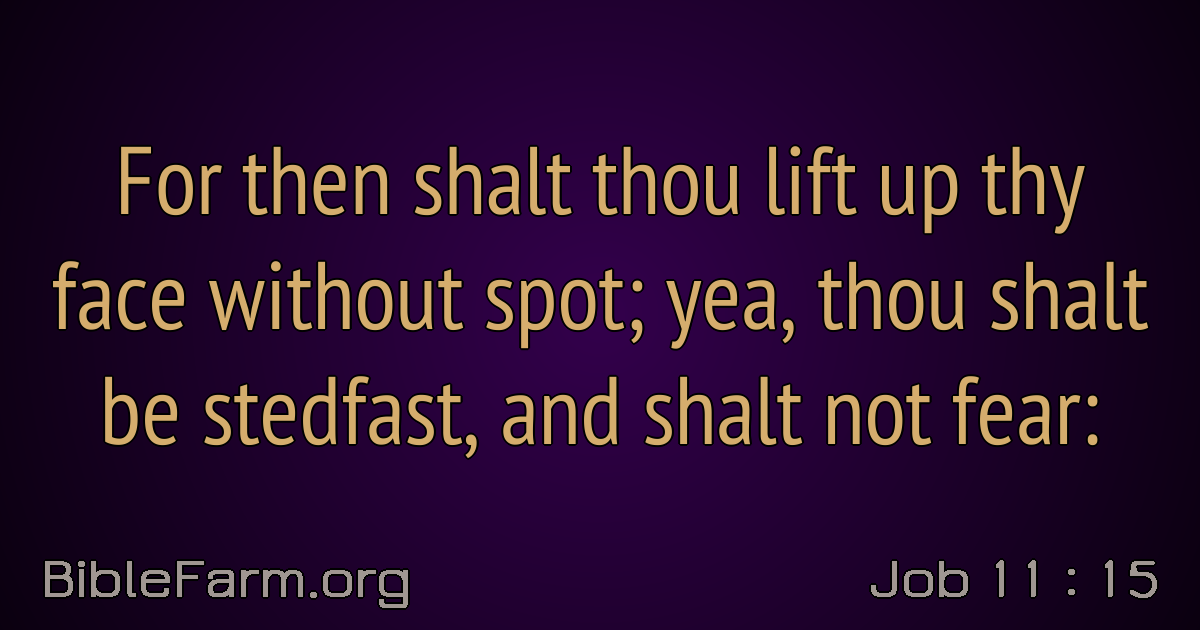 For then shalt thou lift up thy
face without spot; yea, thou shalt
be stedfast, and shalt not fear:
BibleFarm.org
Job 11 : 15